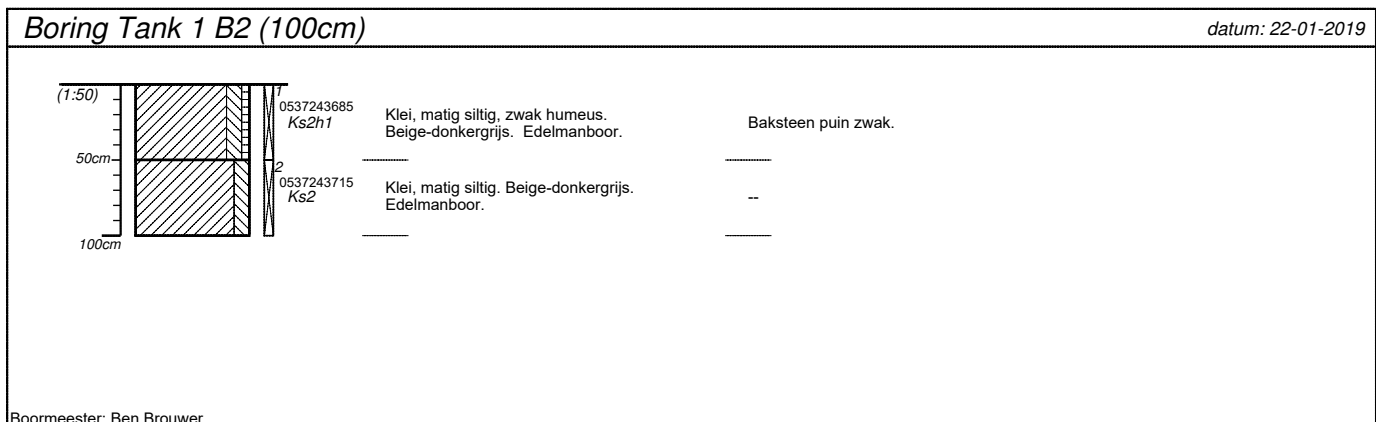 Boring Tank 1 B2 (100cm)
datum: 22-01-2019
(1:50)
1
0537243685
Ks2h1
Klei, matig siltig, zwak humeus.
Beige-donkergrijs. Edelmanboor.
Baksteen puin zwak.
50cm
2
0537243715
Ks2
Klei, matig siltig. Beige-donkergrijs.
Edelmanboor.
--
100cm
Boormeester: Ben Brouwer